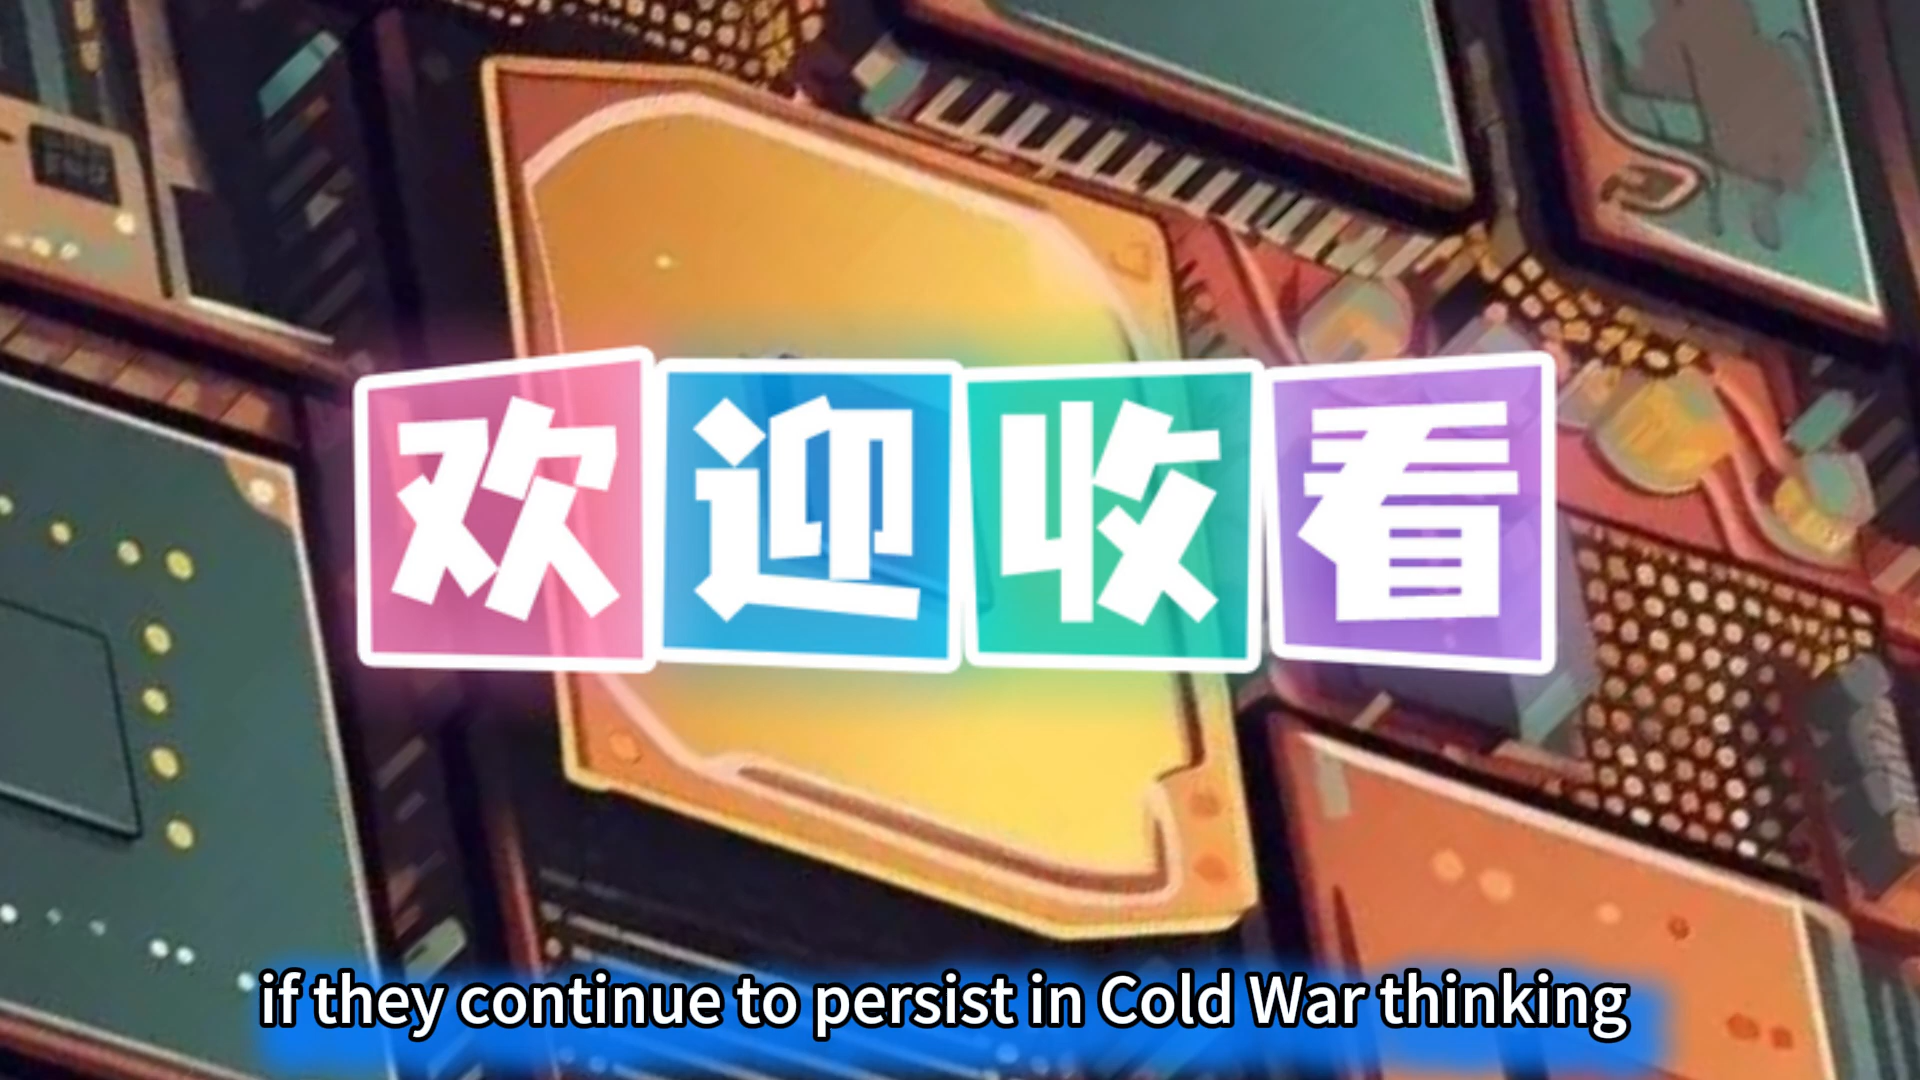 欢迎收看
if they continue to persist in Cold War thinking